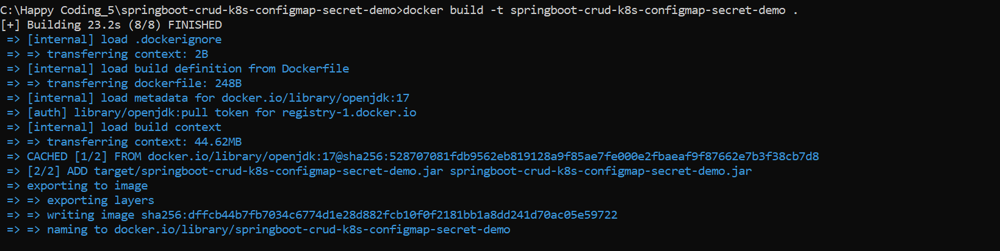 C:\Happy Coding_5\springboot-crud-k8s-configmap-secret-demo>docker build -t springboot-crud-k8s-configmap-secret-demo .
[+] Building 23.2s (8/8) FINISHED
=> [internal] load .dockerignore
=> => transferring context: 2B
=> [internal] load build definition from Dockerfile
=> => transferring dockerfile: 248B
=> [internal] load metadata for docker.io/library/openjdk:17
=> [auth] library/openjdk:pull token for registry-1.docker.io
=> [internal] load build context
=> => transferring context: 44.62MB
=> CACHED [1/2] FROM docker.io/library/openjdk:17@sha256:528707081fdb9562eb819128a9f85ae7fe000e2fbaeaf9f87662e7b3f38cb7d8
=> [2/2] ADD target/springboot-crud-k8s-configmap-secret-demo.jar springboot-crud-k8s-configmap-secret-demo.jar
=> exporting to image
=> => exporting layers
=> => writing image sha256:dffcb44b7fb7034c6774d1e28d882fcb10f0f2181bb1a8dd241d70ac05e59722
=> => naming to docker.io/library/springboot-crud-k8s-configmap-secret-demo